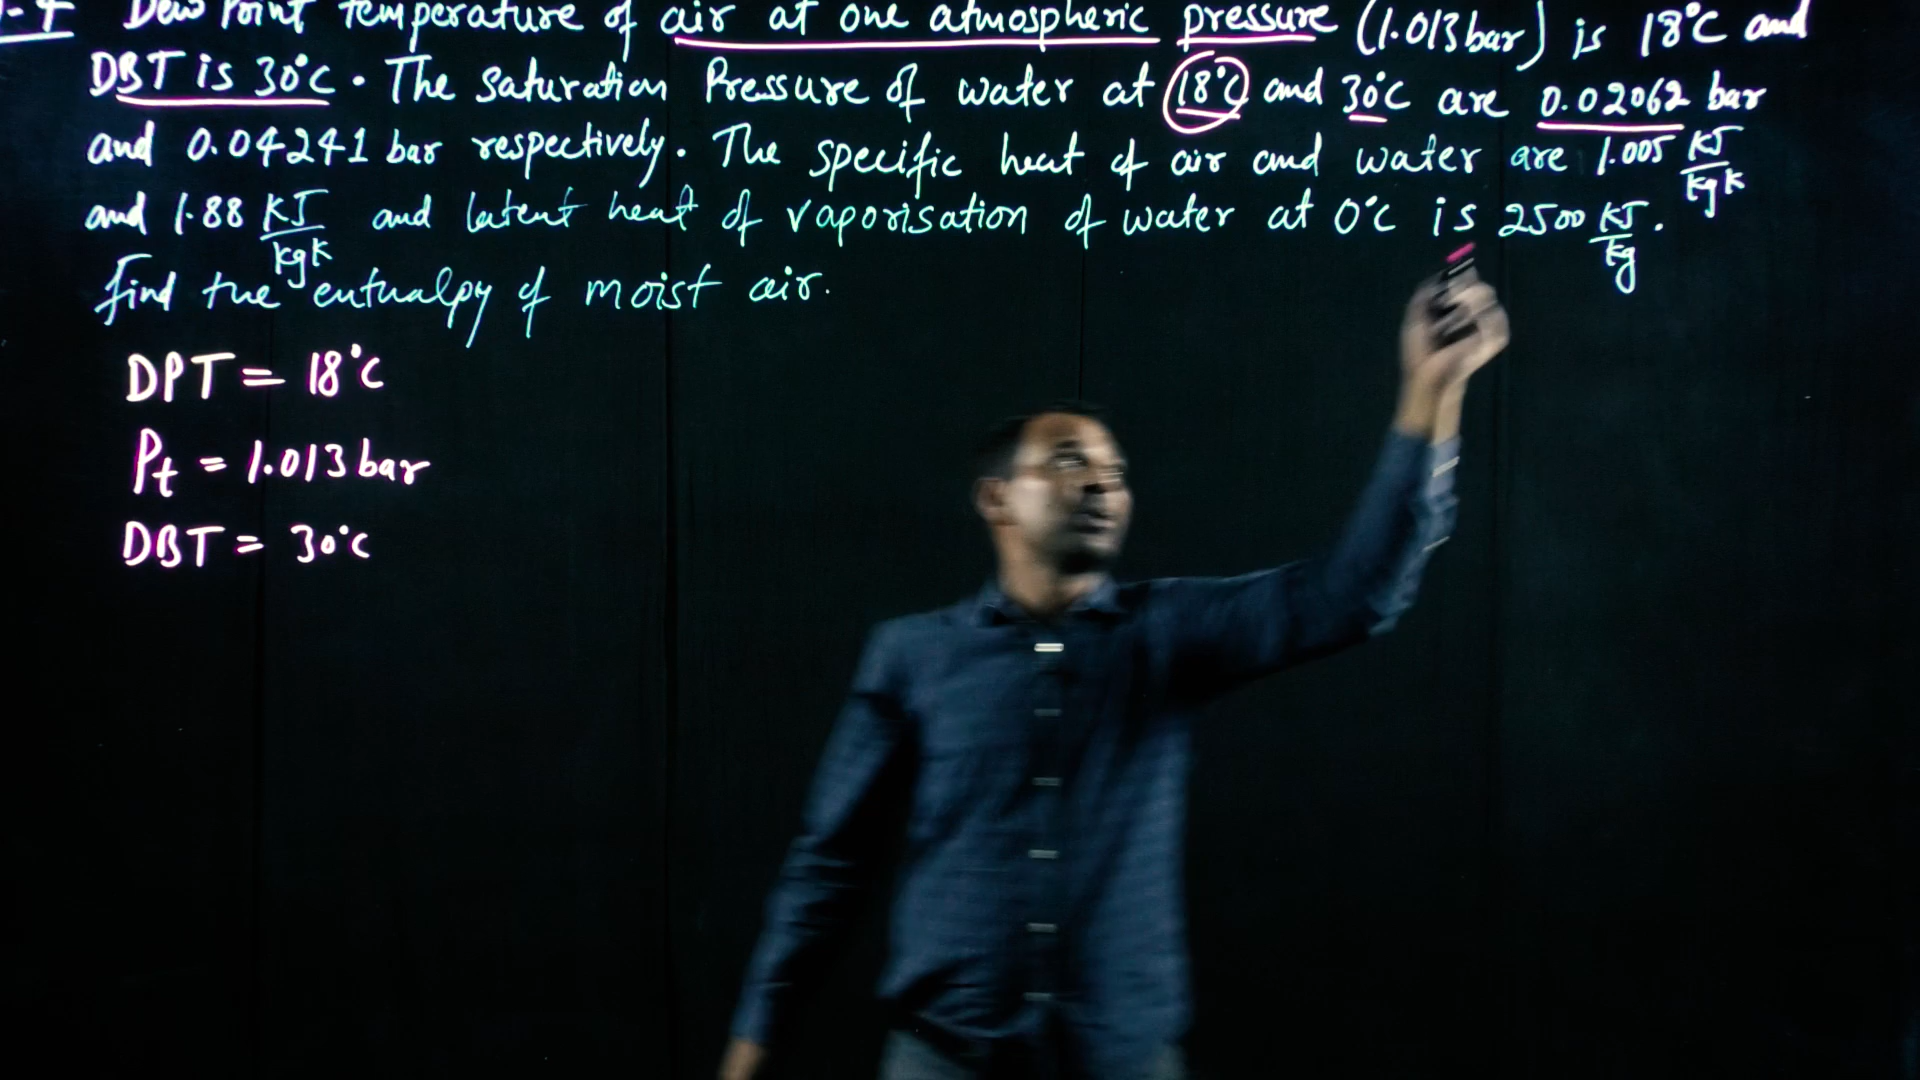 Dew Point temperature of air at one atmospheric pressure (1.013 bar) is 18°C and
DBT is 30°C. The saturation Pressure of water at 18°C and 30°C are 0.02062 bar
and 0.04241 bar respectively. The specific heat of air and water are 1.005 KJ/kgK
and 1.88 KJ/kgK and latent heat of vaporisation of water at 0°C is 2500 KJ/kg.
find the enthalpy of moist air.
DPT = 18°C
Pt = 1.013 bar
DBT = 30°C